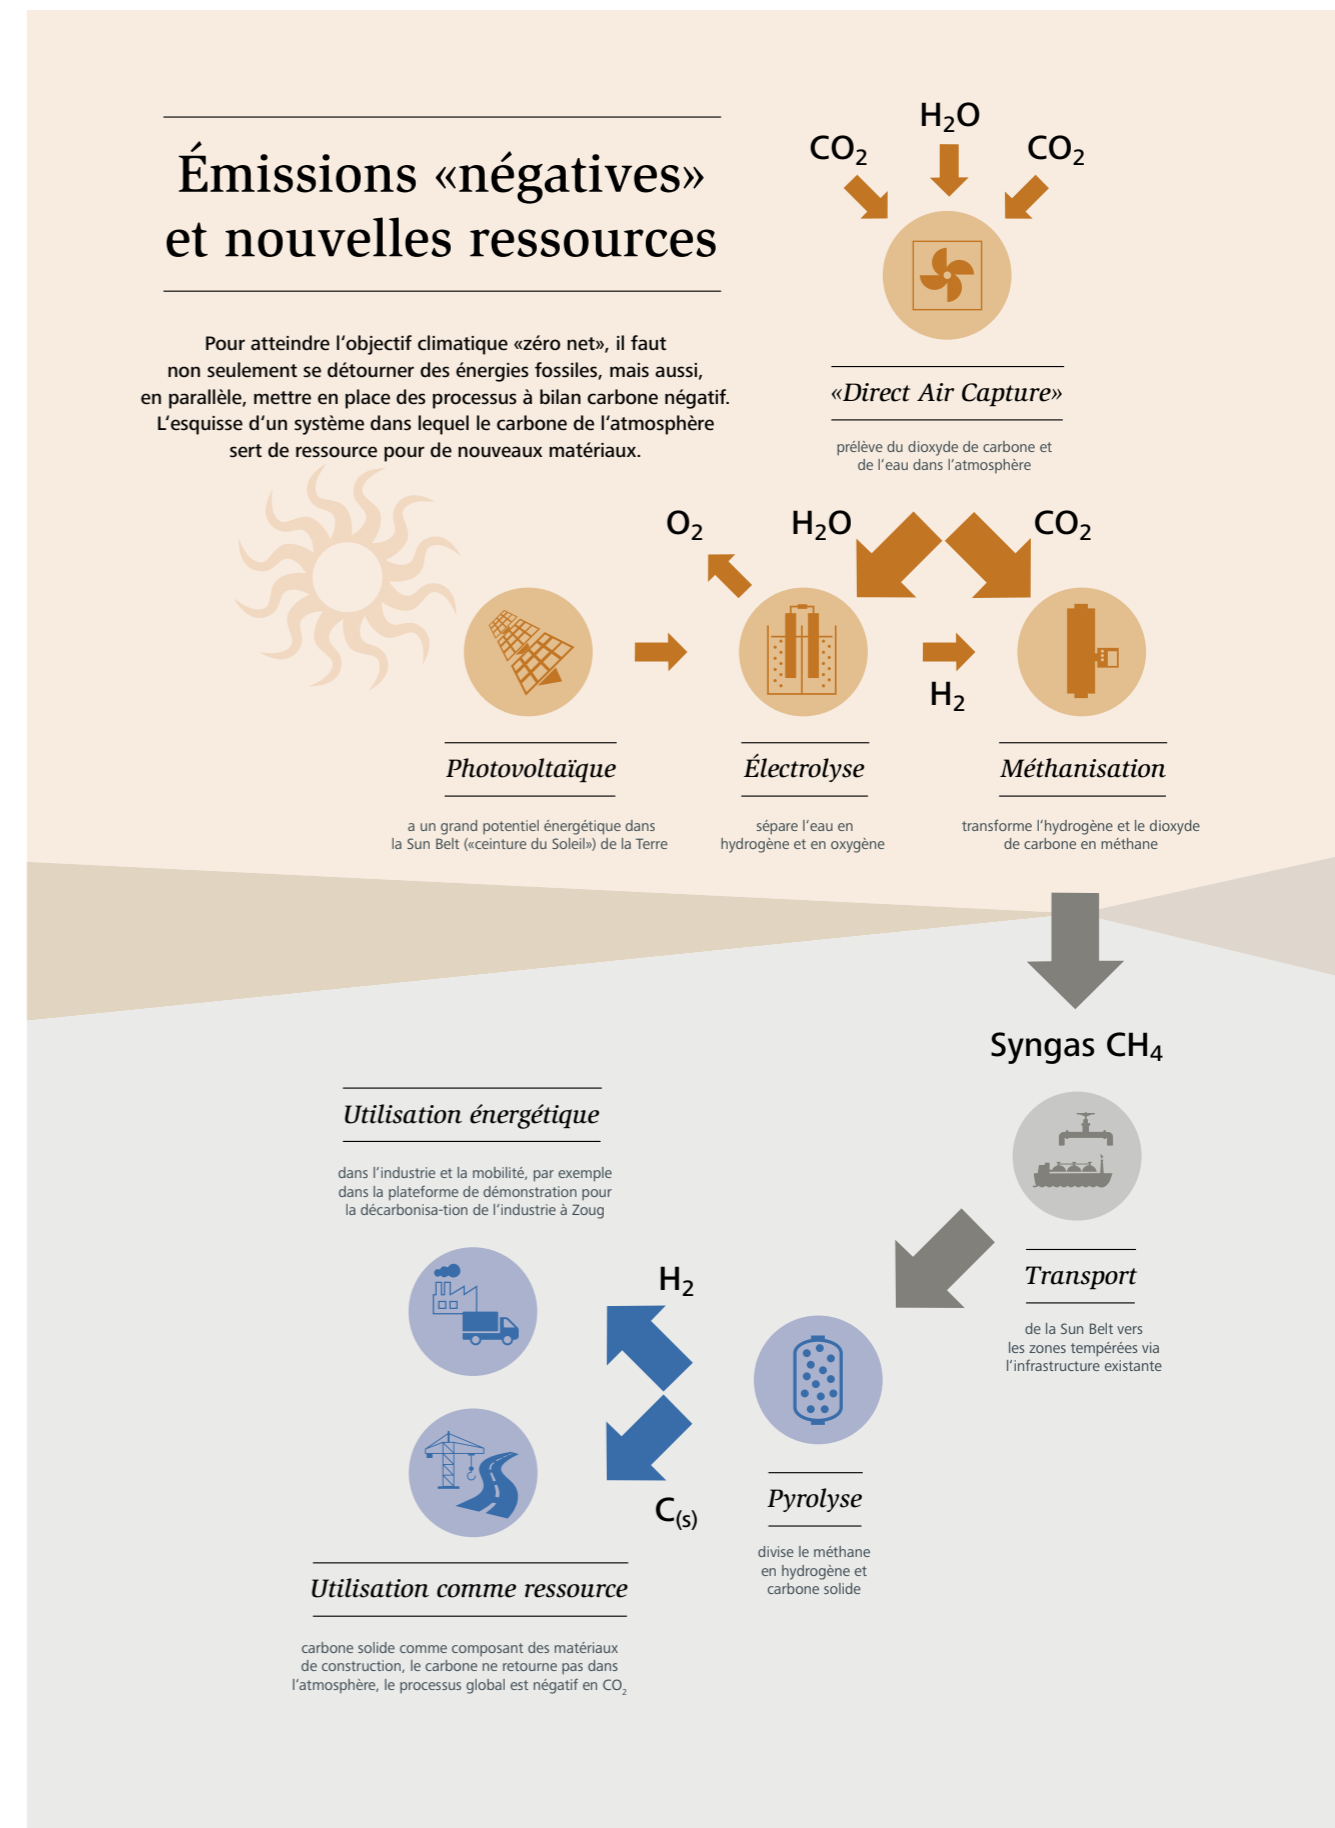 Émissions «négatives»
et nouvelles ressources
Pour atteindre l‘objectif climatique «zéro net», il faut
non seulement se détourner des énergies fossiles, mais aussi,
en parallèle, mettre en place des processus à bilan carbone négatif.
L‘esquisse d‘un système dans lequel le carbone de l‘atmosphère
sert de ressource pour de nouveaux matériaux.
CO₂
H₂O
CO₂
«Direct Air Capture»
prélève du dioxyde de carbone et
de l‘eau dans l‘atmosphère
O₂
H₂O
CO₂
H₂
Photovoltaïque
a un grand potentiel énergétique dans
la Sun Belt («ceinture du Soleil») de la Terre
Électrolyse
sépare l‘eau en
hydrogène et en oxygène
Méthanisation
transforme l‘hydrogène et le dioxyde
de carbone en méthane
Syngas CH₄
Transport
de la Sun Belt vers
les zones tempérées via
l‘infrastructure existante
Pyrolyse
divise le méthane
en hydrogène et
carbone solide
H₂
C₍s₎
Utilisation énergétique
dans l‘industrie et la mobilité, par exemple
dans la plateforme de démonstration pour
la décarbonisa-tion de l‘industrie à Zoug
Utilisation comme ressource
carbone solide comme composant des matériaux
de construction, le carbone ne retourne pas dans
l‘atmosphère, le processus global est négatif en CO₂